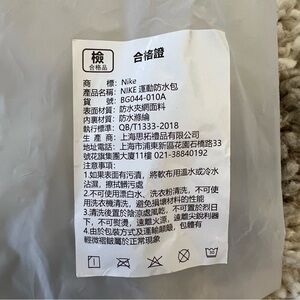 檢
合格品
合格證
商 標：Nike
產品名稱：NIKE 運動防水包
貨 號：BG044-010A
表面材質：防水夾網面料
內裏材質：防水滌綸
執行標準：QB/T1333-2018
生 產 商：上海思拓禮品有限公司
地址電話：上海市浦東新區花園石橋路33
號花旗集團大廈11樓 021-38840192
注意事項：
1.如果表面有污漬，將軟布用溫水或冷水
沾濕，擦拭髒污處
2.不可使用漂白水、洗衣粉清洗，不可使
用洗衣機清洗，避免損壞材料的性能
3.清洗後置於陰涼處風乾，不可置於烈日
下，不可熨燙，遠離火源，遠離尖銳利器
4.由於包裝方式及運輸顛簸，包體有
輕微褶皺屬於正常現象